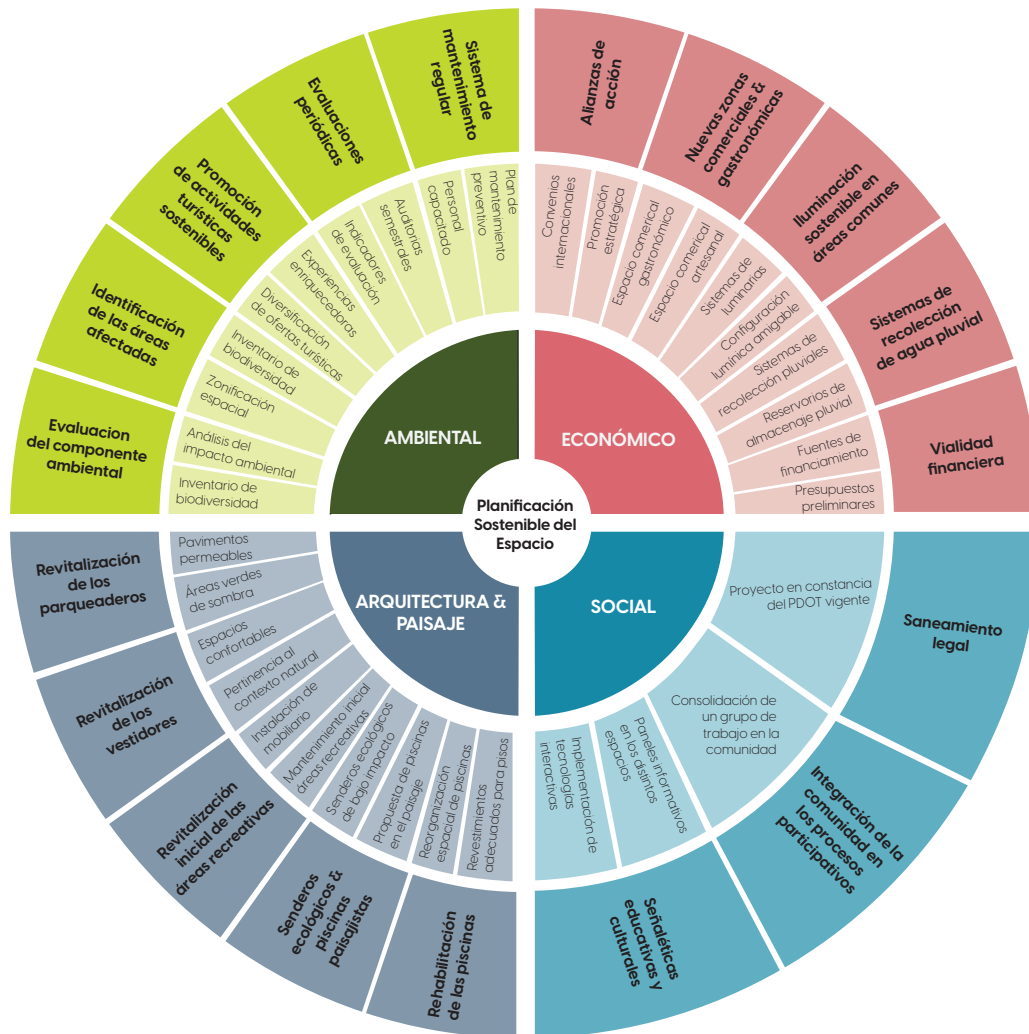 Planificación
Sostenible del
Espacio
AMBIENTAL
Evaluacion
del componente
ambiental
Inventario de
biodiversidad
Análisis del
impacto ambiental
Identificación
de las áreas
afectadas
Zonificación
espacial
Inventario de
biodiversidad
Promoción
de actividades
turísticas
sostenibles
Diversificación
de ofertas turísticas
Experiencias
enriquecedoras
Evaluaciones
periódicas
Indicadores
de evaluación
Auditorias
semestrales
Sistema de
mantenimiento
regular
Personal
capacitado
Plan de
mantenimiento
preventivo
ECONÓMICO
Alianzas de
acción
Convenios
internacionales
Promoción
estratégica
Nuevas zonas
comerciales &
gastronómicas
Espacio comerical
gastronómico
Espacio comerical
artesanal
Iluminación
sostenible en
áreas comunes
Sistemas de
luminarias
Configuración
lumínica amigable
Sistemas de
recolección
de agua pluvial
Sistemas de
recolección pluviales
Reservorios de
almacenaje pluvial
Vialidad
financiera
Fuentes de
financiamiento
Presupuestos
preliminares
SOCIAL
Saneamiento
legal
Proyecto en constancia
del PDOT vigente
Integración de la
comunidad en
los procesos
participativos
Consolidación de
un grupo de
trabajo en la
comunidad
Señaléticas
educativas y
culturales
Paneles informativos
en los distintos
espacios
Implementación de
tecnologías
interactivas
ARQUITECTURA &
PAISAJE
Revitalización
de los
parqueaderos
Pavimentos
permeables
Áreas verdes
de sombra
Revitalización
de los
vestidores
Espacios
confortables
Pertinencia al
contexto natural
Revitalización
inicial de las
áreas recreativas
Instalación de
mobiliario
Mantenimiento inicial
áreas recreativas
Senderos
ecológicos &
piscinas
paisajistas
Senderos ecológicos
de bajo impacto
Propuesta de piscinas
en el paisaje
Rehabilitación
de las piscinas
Reorganización
espacial de piscinas
Revestimientos
adecuados para pisos